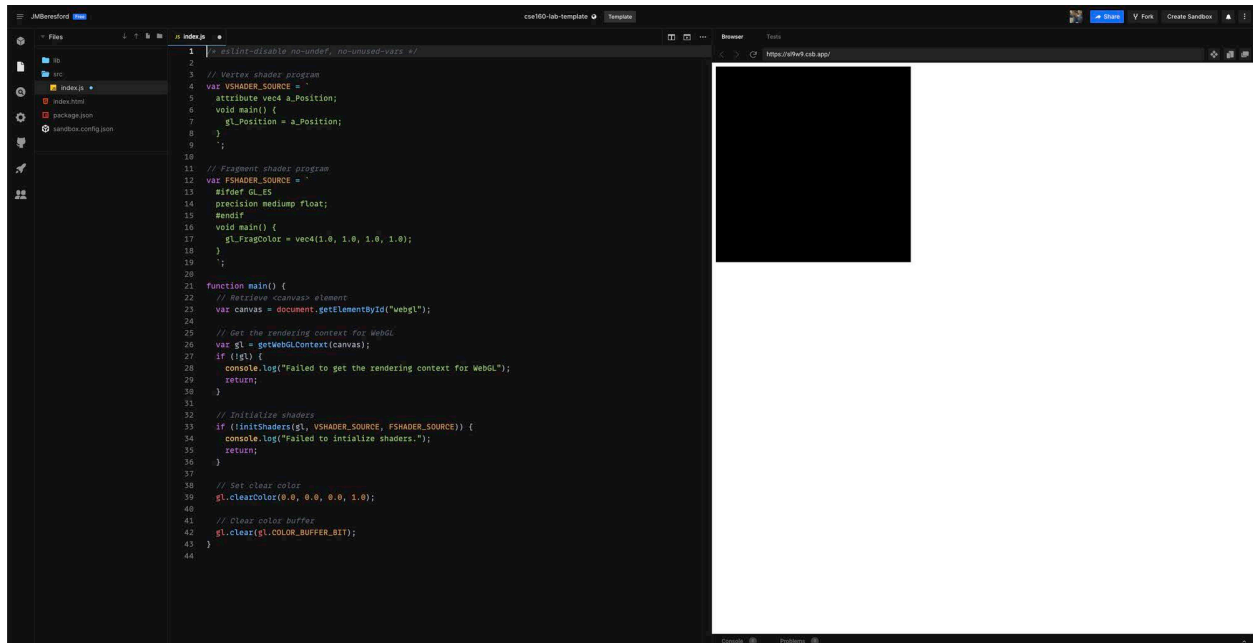 JMBeresford Free
cse160-lab-template Template
Share Fork Create Sandbox
Files
lib
src
index.js
index.html
package.json
sandbox.config.json
JS index.js
1 /* eslint-disable no-undef, no-unused-vars */
2
3 // Vertex shader program
4 var VSHADER_SOURCE = `
5 attribute vec4 a_Position;
6 void main() {
7 gl_Position = a_Position;
8 }
9 `;
10
11 // Fragment shader program
12 var FSHADER_SOURCE = `
13 #ifdef GL_ES
14 precision mediump float;
15 #endif
16 void main() {
17 gl_FragColor = vec4(1.0, 1.0, 1.0, 1.0);
18 }
19 `;
20
21 function main() {
22 // Retrieve <canvas> element
23 var canvas = document.getElementById("webgl");
24
25 // Get the rendering context for WebGL
26 var gl = getWebGLContext(canvas);
27 if (!gl) {
28 console.log("Failed to get the rendering context for WebGL");
29 return;
30 }
31
32 // Initialize shaders
33 if (!initShaders(gl, VSHADER_SOURCE, FSHADER_SOURCE)) {
34 console.log("Failed to intialize shaders.");
35 return;
36 }
37
38 // Set clear color
39 gl.clearColor(0.0, 0.0, 0.0, 1.0);
40
41 // Clear color buffer
42 gl.clear(gl.COLOR_BUFFER_BIT);
43 }
44
Browser Tests
https://sl9w9.csb.app/
Console Problems